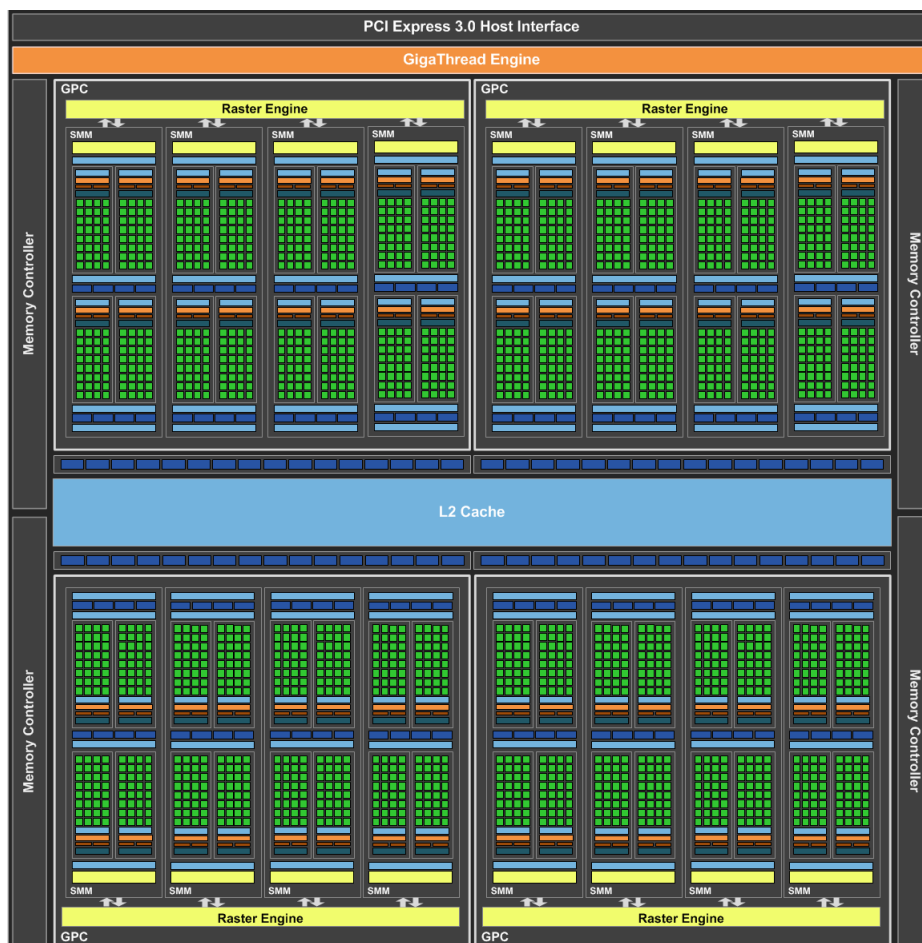 PCI Express 3.0 Host Interface
GigaThread Engine
GPC
Raster Engine
SMM
SMM
SMM
SMM
GPC
Raster Engine
SMM
SMM
SMM
SMM
Memory Controller
Memory Controller
L2 Cache
Memory Controller
Memory Controller
SMM
SMM
SMM
SMM
Raster Engine
GPC
SMM
SMM
SMM
SMM
Raster Engine
GPC